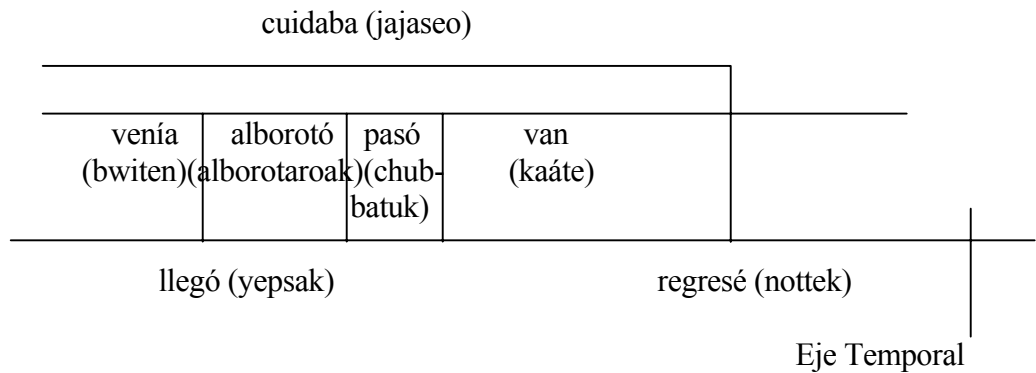 cuidaba (jajaseo)
venía alborotó pasó van
(bwiten)(alborotaroak)(chub- (kaáte)
batuk)
llegó (yepsak) regresé (nottek)
Eje Temporal